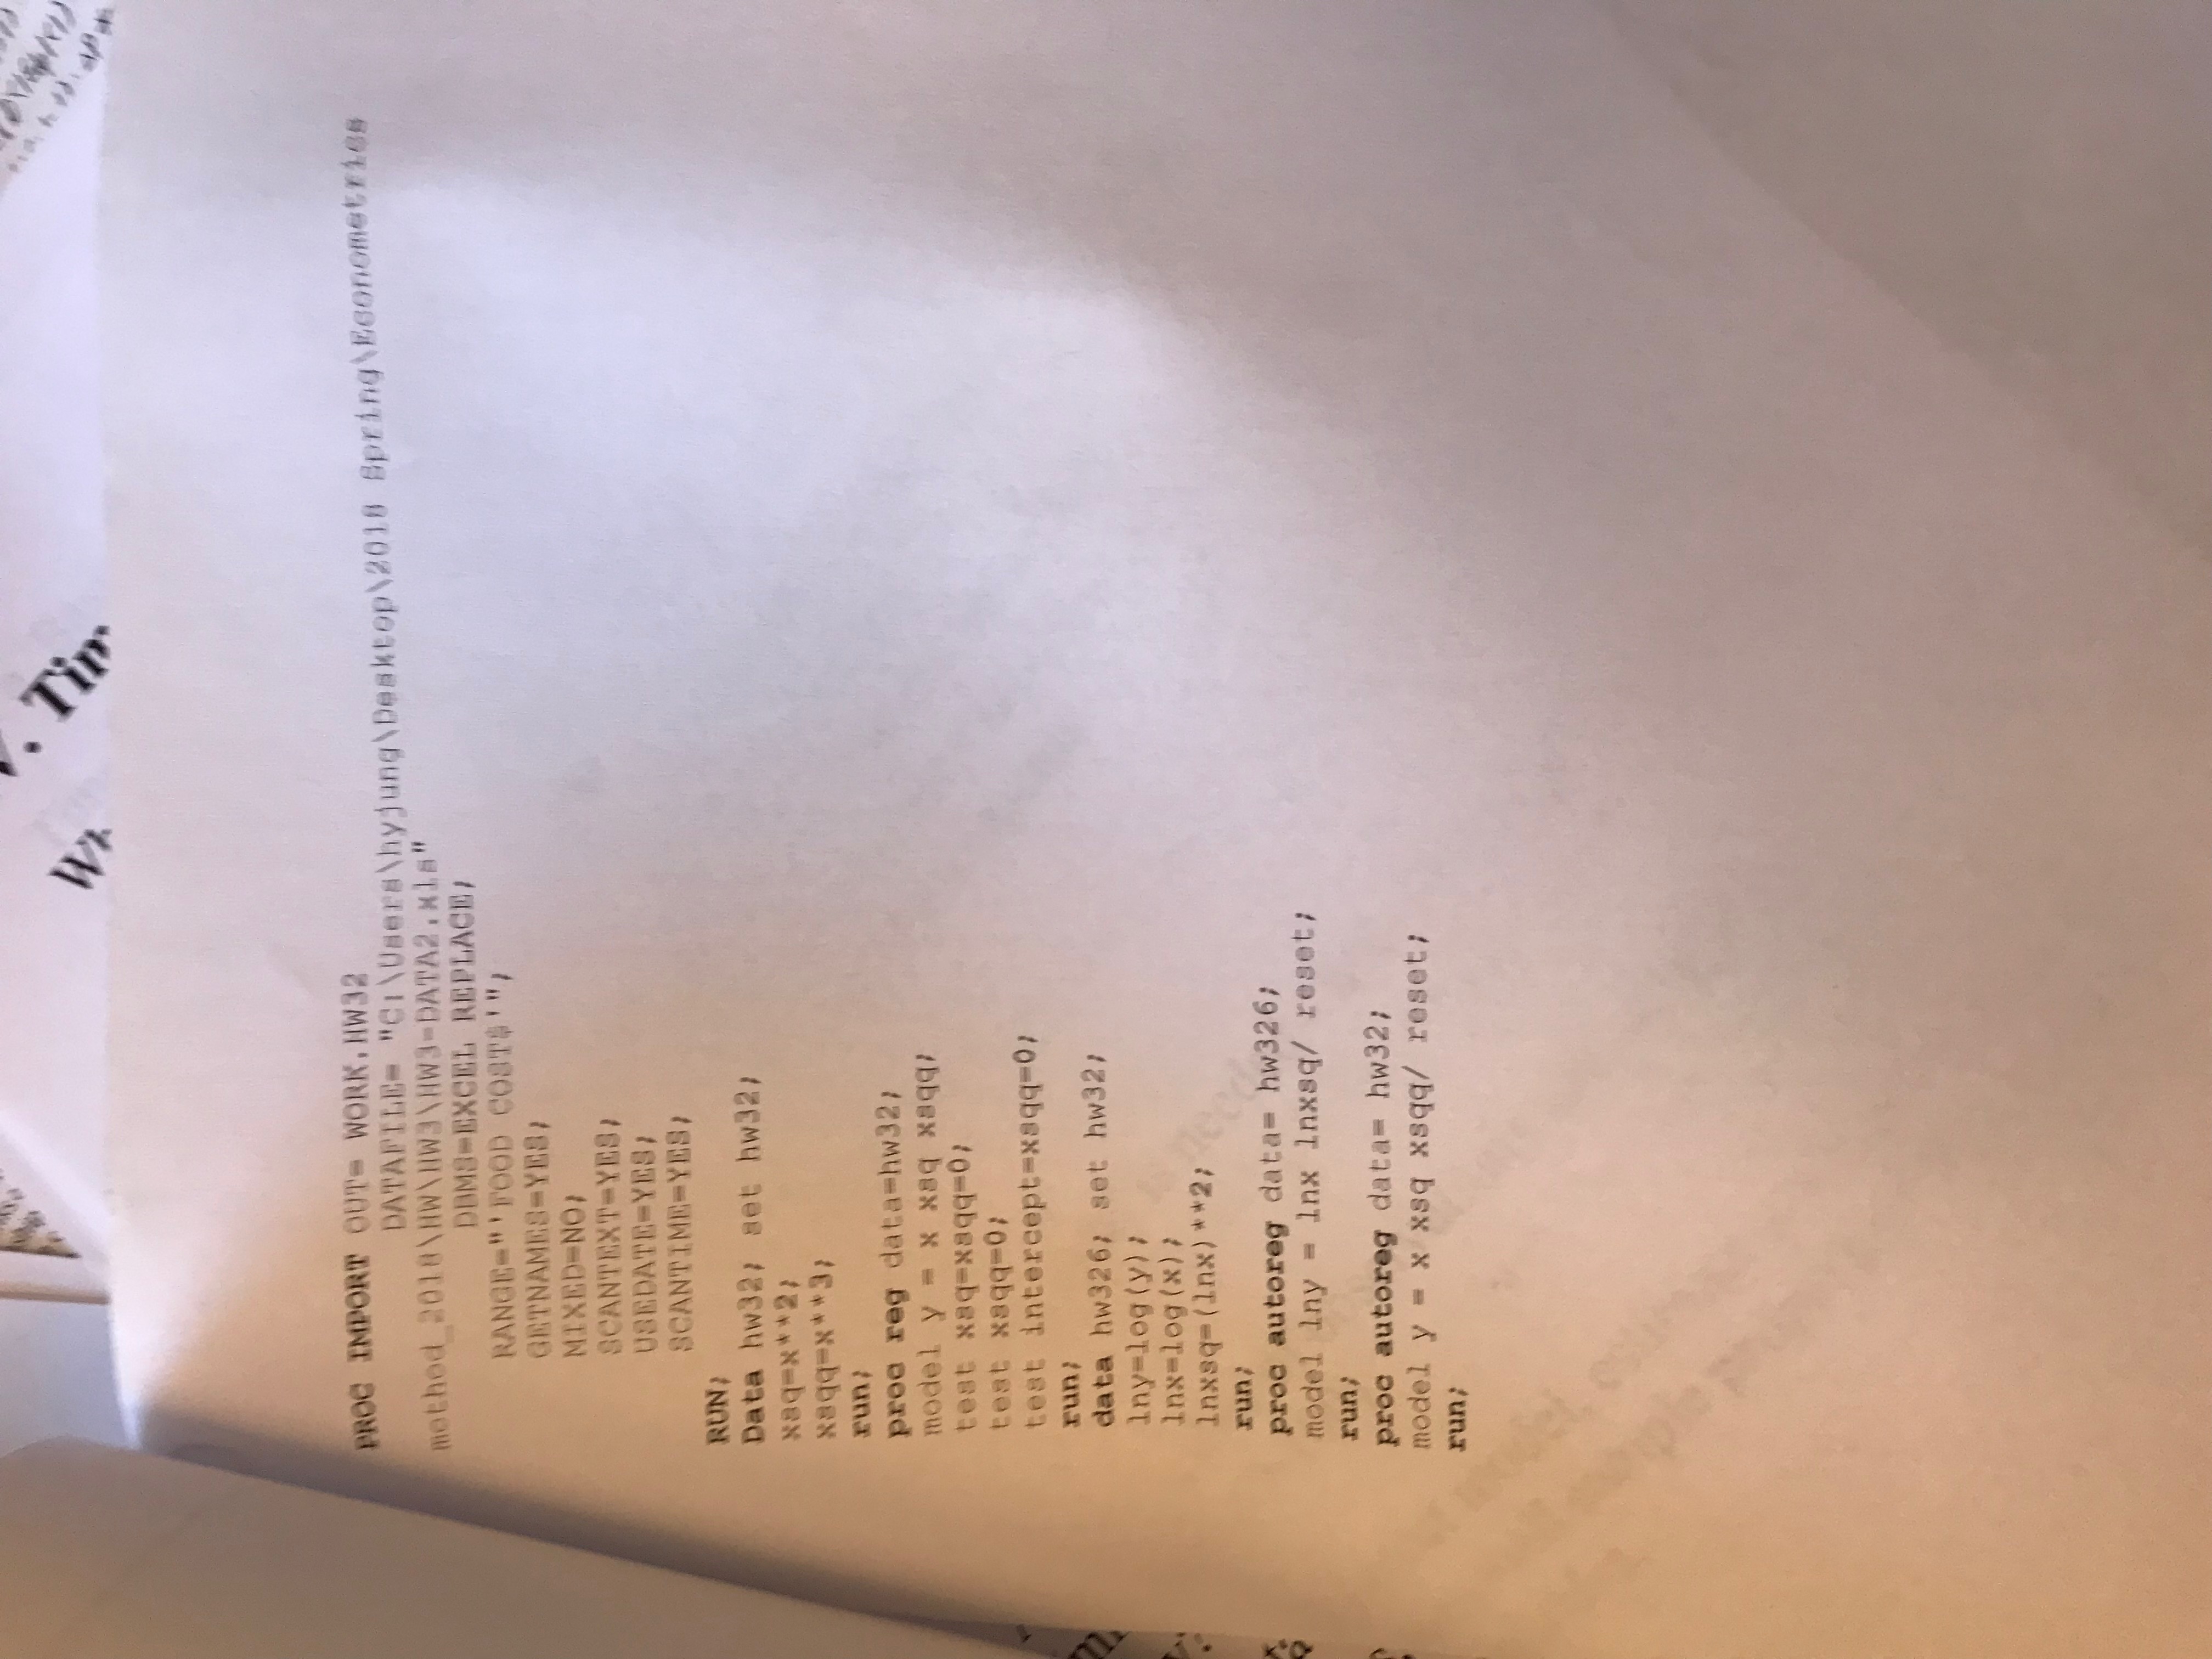 . Tim
PROC IMPORT OUT= WORK.HW32
DATAFILE= "C:\Users\hyjung\Desktop\2018 Spring\Econometrics
method_2018\HW\HW3\HW3-DATA2.xls"
DBMS=EXCEL REPLACE;
RANGE="'FOOD COST$'";
GETNAMES=YES;
MIXED=NO;
SCANTEXT=YES;
USEDATE=YES;
SCANTIME=YES;
RUN;
Data hw32; set hw32;
xsq=x**2;
xsqq=x**3;
run;
proc reg data=hw32;
model y = x xsq xsqq;
test xsq=xsqq=0;
test xsqq=0;
test intercept=xsqq=0;
run;
data hw326; set hw32;
lny=log(y);
lnx=log(x);
lnxsq=(lnx)**2;
run;
proc autoreg data= hw326;
model lny = lnx lnxsq/ reset;
run;
proc autoreg data= hw32;
model y = x xsq xsqq/ reset;
run;